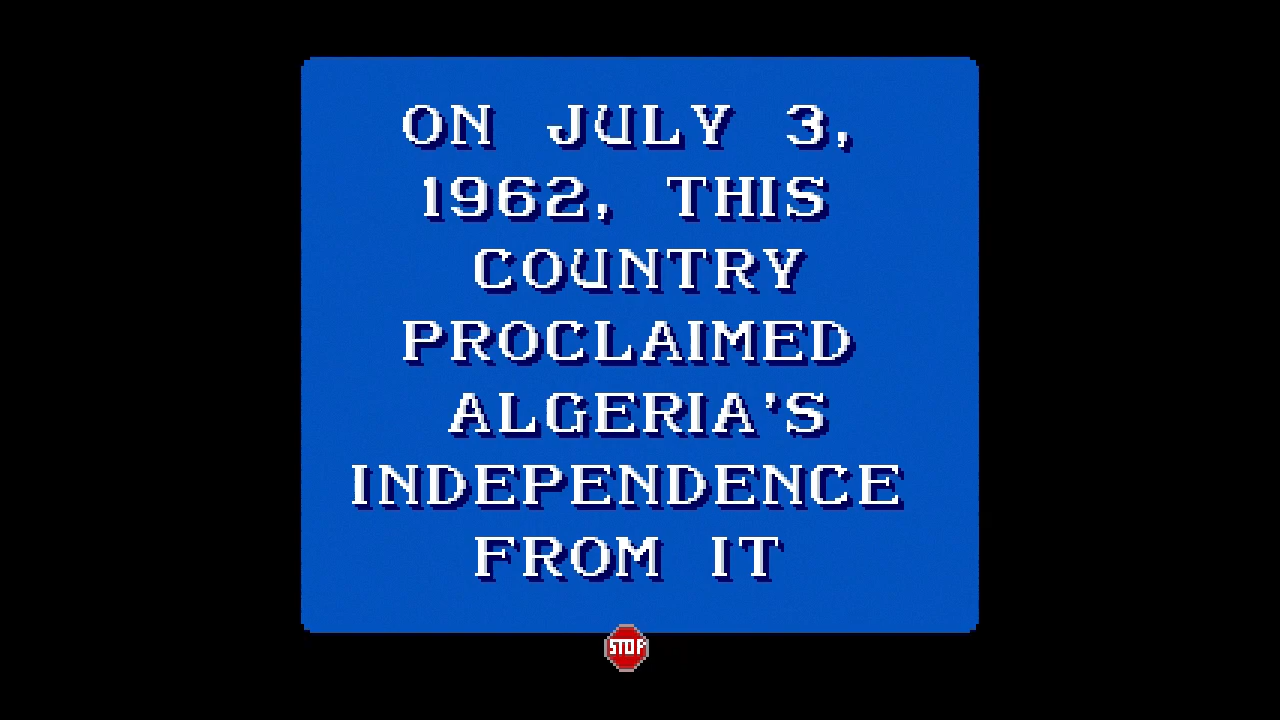 ON JULY 3,
1962, THIS
COUNTRY
PROCLAIMED
ALGERIA'S
INDEPENDENCE
FROM IT
STOP